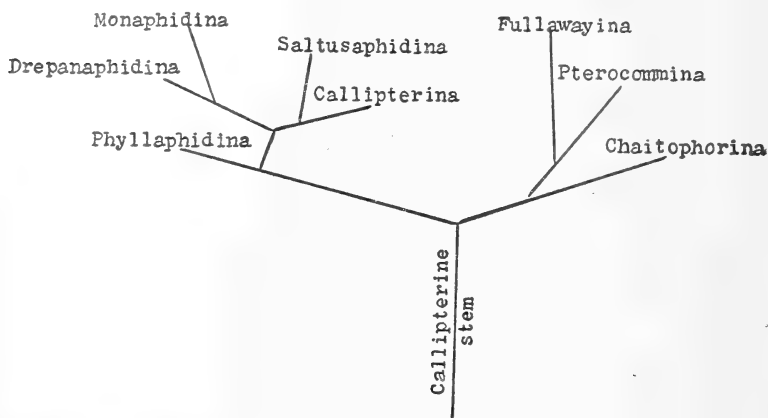 Monaphidina
Fullawayina
Saltusaphidina
Drepanaphidina
Pterocommina
Callipterina
Phyllaphidina
Chaitophorina
Callipterine
stem